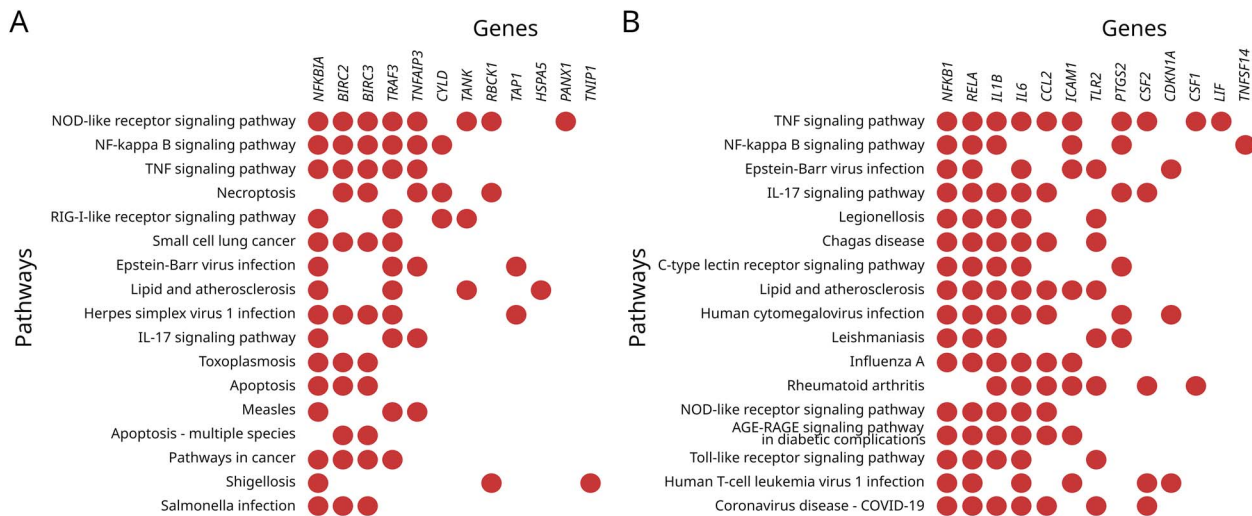 A
Genes
NFKBIA
BIRC2
BIRC3
TRAF3
TNFAIP3
CYLD
TANK
RBCK1
TAP1
HSPA5
PANX1
TNIP1
Pathways
NOD-like receptor signaling pathway
NF-kappa B signaling pathway
TNF signaling pathway
Necroptosis
RIG-I-like receptor signaling pathway
Small cell lung cancer
Epstein-Barr virus infection
Lipid and atherosclerosis
Herpes simplex virus 1 infection
IL-17 signaling pathway
Toxoplasmosis
Apoptosis
Measles
Apoptosis - multiple species
Pathways in cancer
Shigellosis
Salmonella infection
B
Genes
NFKB1
RELA
IL1B
IL6
CCL2
ICAM1
TLR2
PTGS2
CSF2
CDKN1A
CSF1
LIF
TNFSF14
Pathways
TNF signaling pathway
NF-kappa B signaling pathway
Epstein-Barr virus infection
IL-17 signaling pathway
Legionellosis
Chagas disease
C-type lectin receptor signaling pathway
Lipid and atherosclerosis
Human cytomegalovirus infection
Leishmaniasis
Influenza A
Rheumatoid arthritis
NOD-like receptor signaling pathway
AGE-RAGE signaling pathway
in diabetic complications
Toll-like receptor signaling pathway
Human T-cell leukemia virus 1 infection
Coronavirus disease - COVID-19